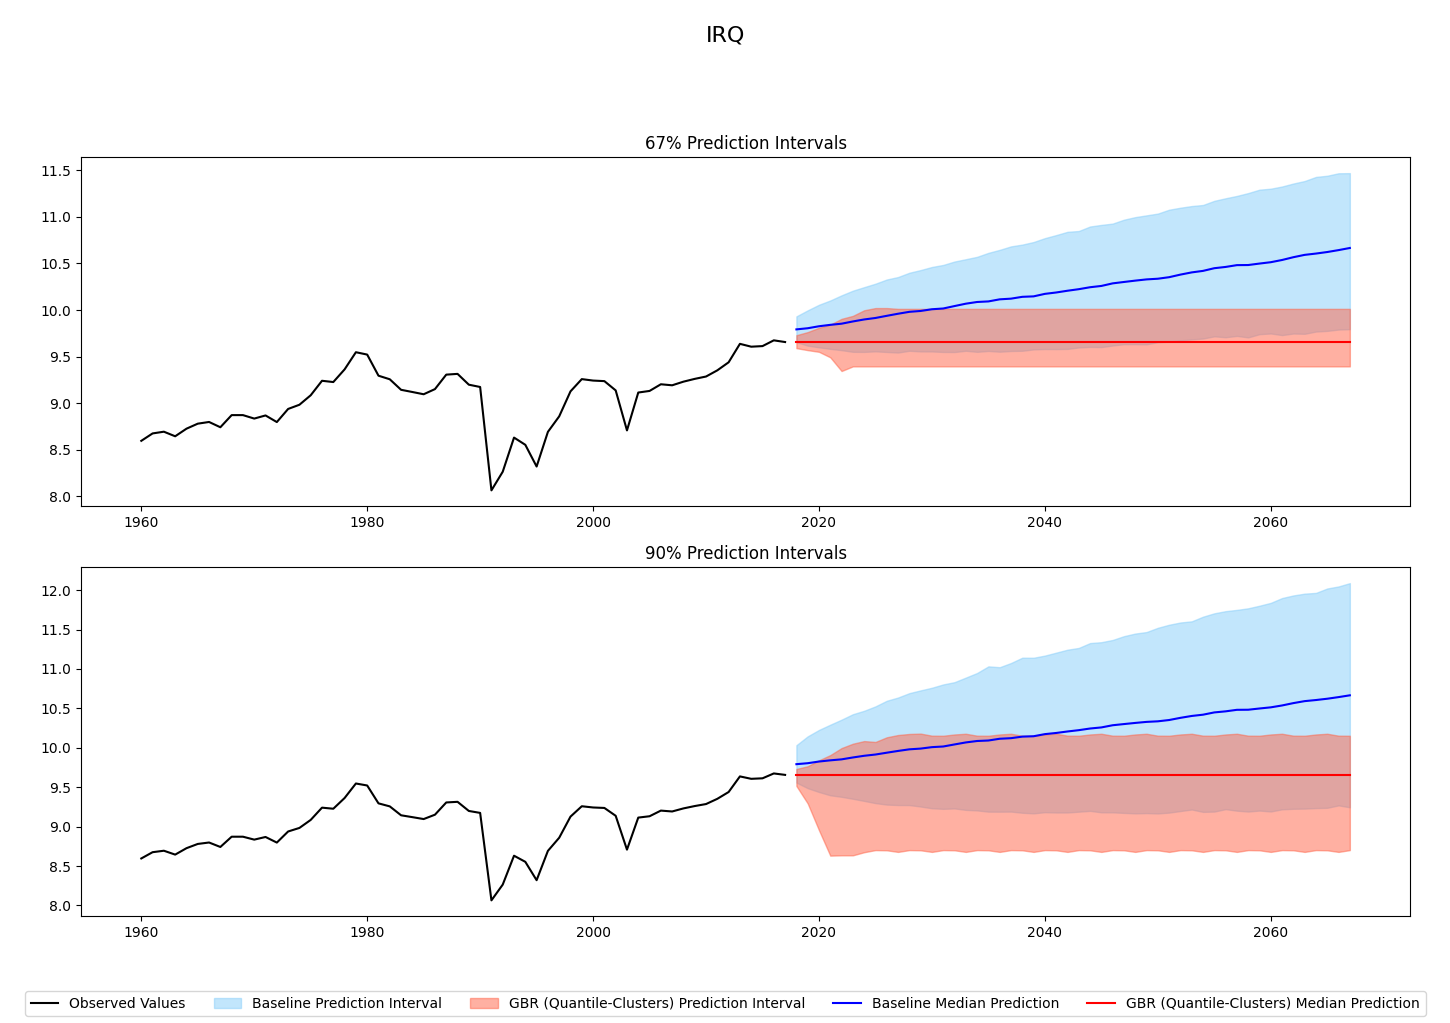 IRQ
67% Prediction Intervals
11.5
11.0
10.5
10.0
9.5
9.0
8.5
8.0
1960 1980 2000 2020 2040 2060
90% Prediction Intervals
12.0
11.5
11.0
10.5
10.0
9.5
9.0
8.5
8.0
1960 1980 2000 2020 2040 2060
Observed Values Baseline Prediction Interval GBR (Quantile-Clusters) Prediction Interval Baseline Median Prediction GBR (Quantile-Clusters) Median Prediction